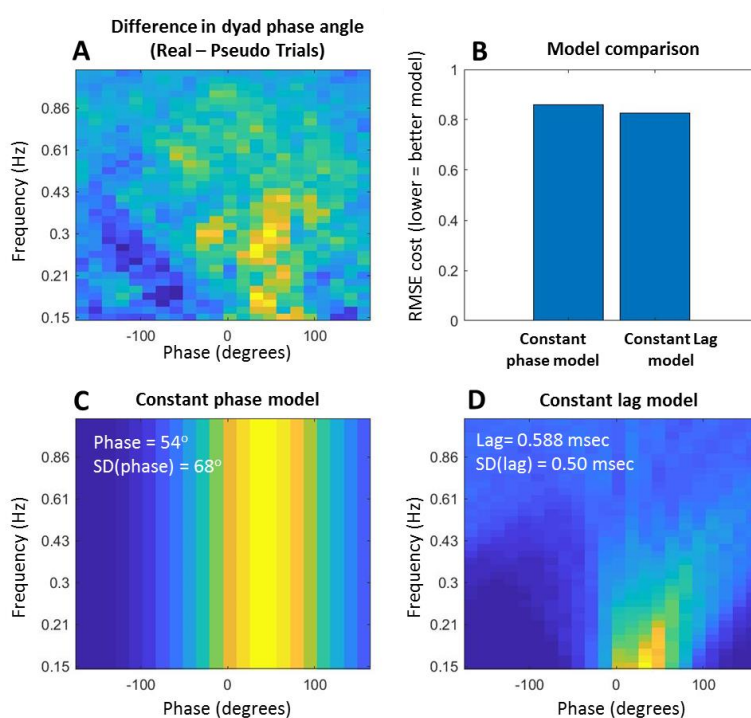 Difference in dyad phase angle
(Real – Pseudo Trials)
A
Frequency (Hz)
0.86
0.61
0.43
0.3
0.21
0.15
-100
0
100
Phase (degrees)
B
Model comparison
RMSE cost (lower = better model)
1
0.8
0.6
0.4
0.2
0
Constant
phase model
Constant Lag
model
C
Constant phase model
Phase = 54°
SD(phase) = 68°
Frequency (Hz)
0.86
0.61
0.43
0.3
0.21
0.15
-100
0
100
Phase (degrees)
D
Constant lag model
Lag= 0.588 msec
SD(lag) = 0.50 msec
Frequency (Hz)
0.86
0.61
0.43
0.3
0.21
0.15
-100
0
100
Phase (degrees)